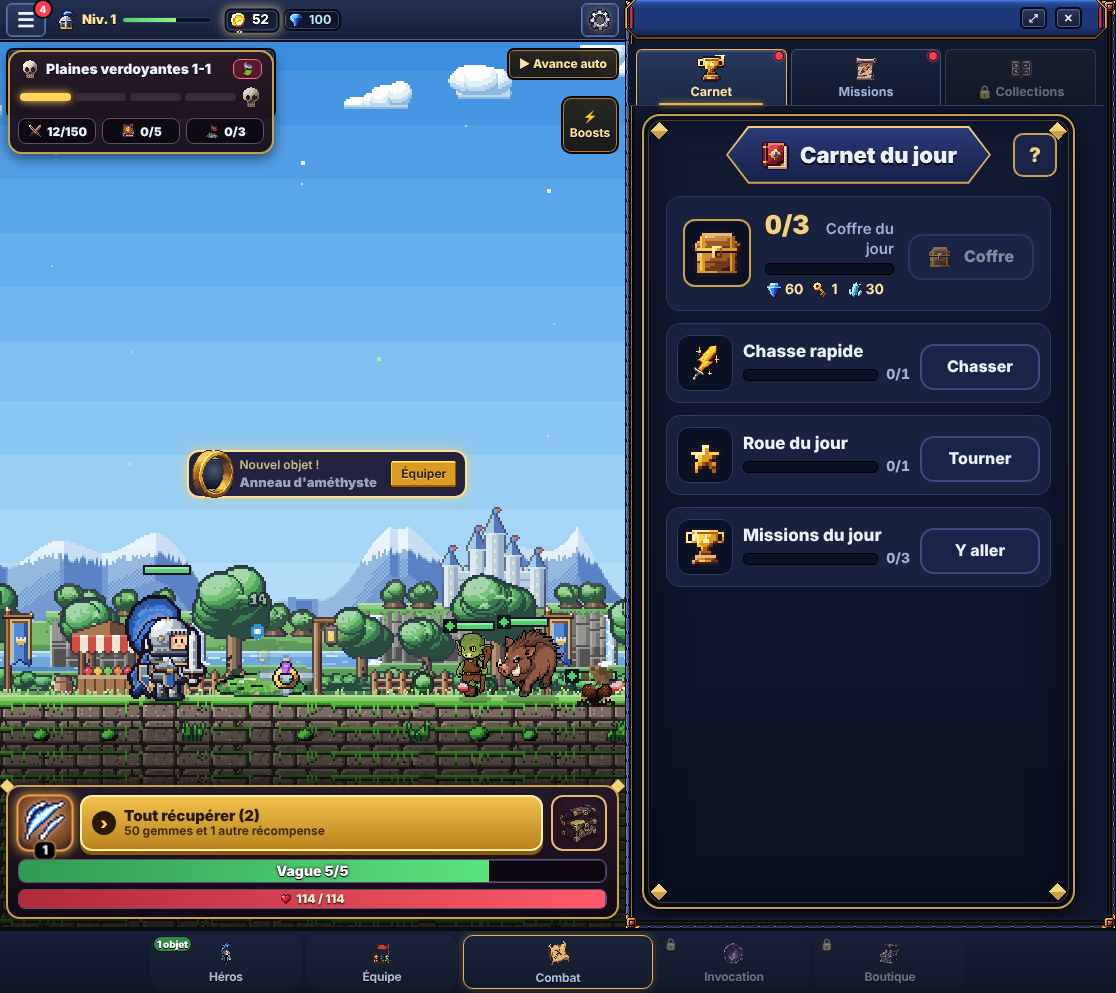 4
Niv. 1
52
100
Plaines verdoyantes 1-1
12/150
0/5
0/3
Avance auto
Boosts
Nouvel objet !
Anneau d'améthyste
Équiper
14
Tout récupérer (2)
50 gemmes et 1 autre récompense
1
Vague 5/5
114 / 114
Carnet
Missions
Collections
Carnet du jour
?
0/3
Coffre du
jour
60
1
30
Coffre
Chasse rapide
0/1
Chasser
Roue du jour
0/1
Tourner
Missions du jour
0/3
Y aller
1 objet
Héros
Équipe
Combat
Invocation
Boutique